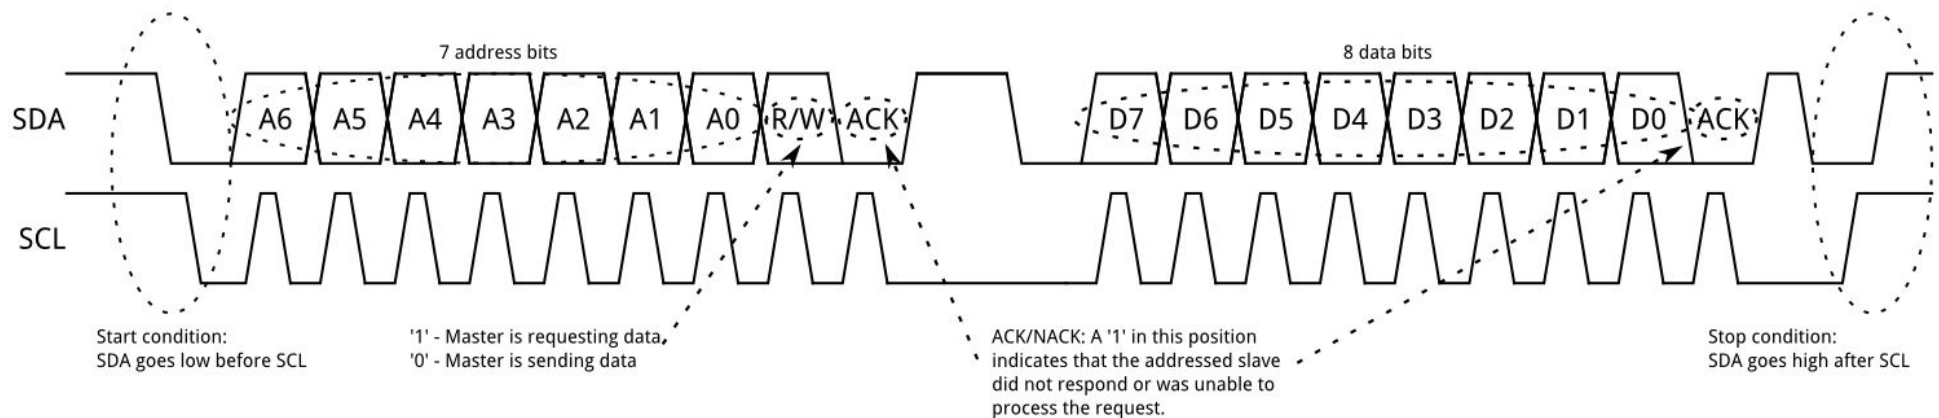 7 address bits
8 data bits
SDA A6 A5 A4 A3 A2 A1 A0 R/W ACK D7 D6 D5 D4 D3 D2 D1 D0 ACK
SCL
Start condition:
SDA goes low before SCL
'1' - Master is requesting data
'0' - Master is sending data
ACK/NACK: A '1' in this position
indicates that the addressed slave
did not respond or was unable to
process the request.
Stop condition:
SDA goes high after SCL